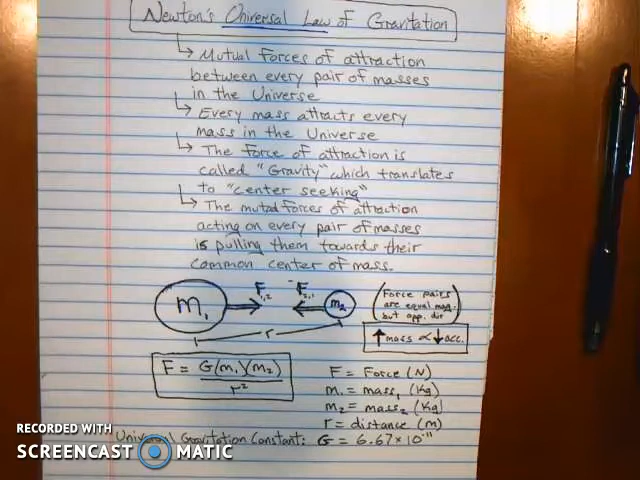 Newton's Universal Law of Gravitation
↳ Mutual forces of attraction
between every pair of masses
in the Universe
↳ Every mass attracts every
mass in the Universe
↳ The force of attraction is
called "Gravity" which translates
to "center seeking"
↳ The mutual forces of attraction
acting on every pair of masses
is pulling them towards their
common center of mass.
m₁ F₁,₂ -F₂,₁ m₂
(Force pairs
are equal mag.
but opp. dir)
r
↑mass ∝ ↓acc.
F = G(m₁)(m₂) / r²
F = Force (N)
m₁ = mass₁ (Kg)
m₂ = mass₂ (Kg)
r = distance (m)
Universal Gravitation Constant: G = 6.67×10⁻¹¹
RECORDED WITH
SCREENCAST MATIC